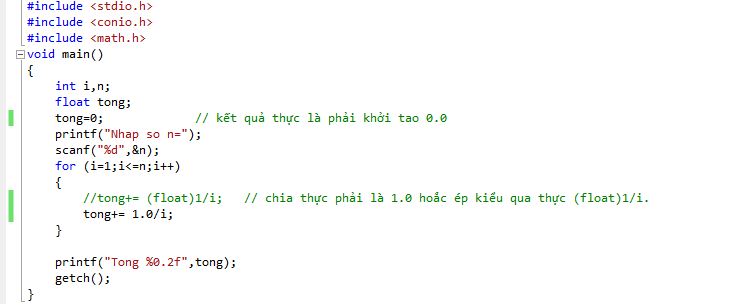 #include <stdio.h>
#include <conio.h>
#include <math.h>
void main()
{
int i,n;
float tong;
tong=0; // kết quả thực là phải khởi tao 0.0
printf("Nhap so n=");
scanf("%d",&n);
for (i=1;i<=n;i++)
{
//tong+= (float)1/i; // chia thực phải là 1.0 hoắc ép kiểu qua thực (float)1/i.
tong+= 1.0/i;
}
printf("Tong %0.2f",tong);
getch();
}